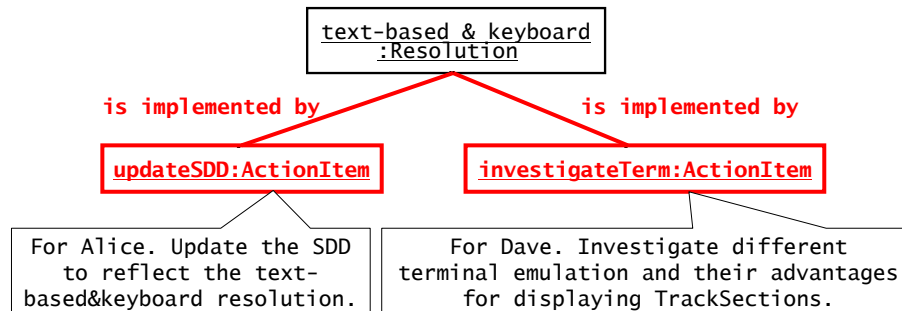 text-based & keyboard
:Resolution
is implemented by
is implemented by
updateSDD:ActionItem
investigateTerm:ActionItem
For Alice. Update the SDD
to reflect the text-
based&keyboard resolution.
For Dave. Investigate different
terminal emulation and their advantages
for displaying TrackSections.